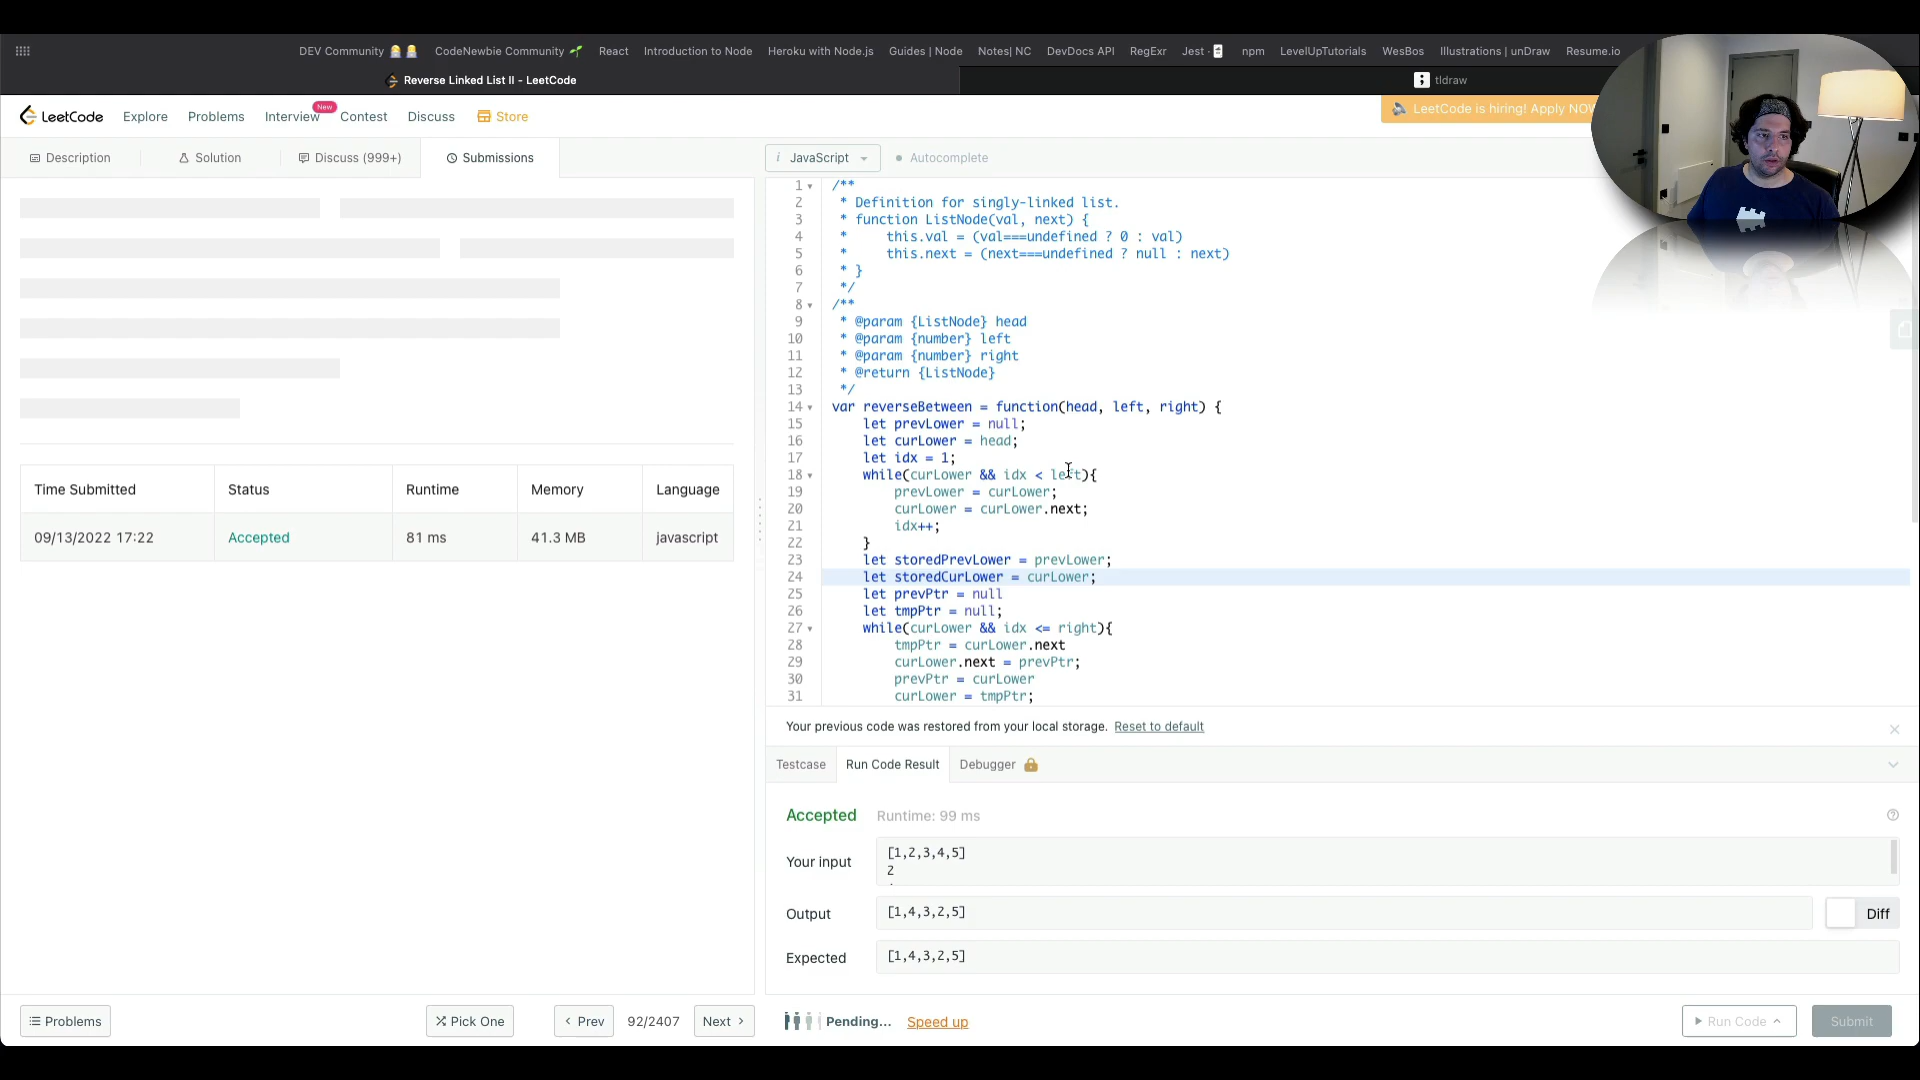 DEV Community 👩‍💻👩‍💻 CodeNewbie Community 🌱 React Introduction to Node Heroku with Node.js Guides | Node Notes| NC DevDocs API RegExr Jest · 🃏 npm LevelUpTutorials WesBos Illustrations | unDraw Resume.io
Reverse Linked List II - LeetCode
tldraw
LeetCode Explore Problems Interview New Contest Discuss Store
LeetCode is hiring! Apply NOW
Description Solution Discuss (999+) Submissions
i JavaScript Autocomplete
Time Submitted Status Runtime Memory Language
09/13/2022 17:22 Accepted 81 ms 41.3 MB javascript
1 /**
2 * Definition for singly-linked list.
3 * function ListNode(val, next) {
4 * this.val = (val===undefined ? 0 : val)
5 * this.next = (next===undefined ? null : next)
6 * }
7 */
8 /**
9 * @param {ListNode} head
10 * @param {number} left
11 * @param {number} right
12 * @return {ListNode}
13 */
14 var reverseBetween = function(head, left, right) {
15 let prevLower = null;
16 let curLower = head;
17 let idx = 1;
18 while(curLower && idx < left){
19 prevLower = curLower;
20 curLower = curLower.next;
21 idx++;
22 }
23 let storedPrevLower = prevLower;
24 let storedCurLower = curLower;
25 let prevPtr = null
26 let tmpPtr = null;
27 while(curLower && idx <= right){
28 tmpPtr = curLower.next
29 curLower.next = prevPtr;
30 prevPtr = curLower
31 curLower = tmpPtr;
Your previous code was restored from your local storage. Reset to default
Testcase Run Code Result Debugger
Accepted Runtime: 99 ms
Your input
[1,2,3,4,5]
2
Output [1,4,3,2,5] Diff
Expected [1,4,3,2,5]
Problems Pick One Prev 92/2407 Next Pending... Speed up Run Code Submit